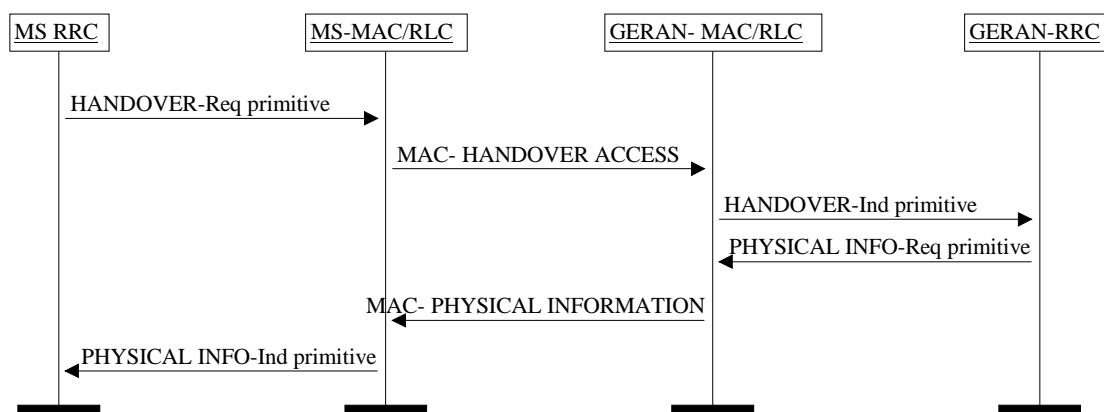 MS RRC
MS-MAC/RLC
GERAN- MAC/RLC
GERAN-RRC
HANDOVER-Req primitive
MAC- HANDOVER ACCESS
HANDOVER-Ind primitive
PHYSICAL INFO-Req primitive
MAC- PHYSICAL INFORMATION
PHYSICAL INFO-Ind primitive